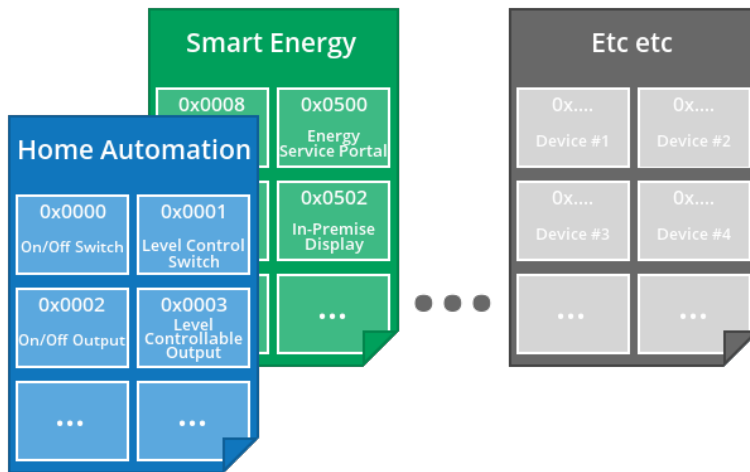 Smart Energy
0x0008
0x0500
Energy
Service Portal
0x0502
In-Premise
Display
...
Home Automation
0x0000
On/Off Switch
0x0001
Level Control
Switch
0x0002
On/Off Output
0x0003
Level
Controllable
Output
...
...
Etc etc
0x....
Device #1
0x....
Device #2
0x....
Device #3
0x....
Device #4
...
...